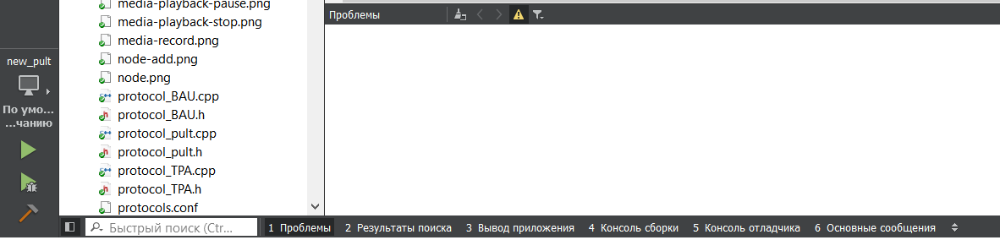 media-playback-pause.png
media-playback-stop.png
media-record.png
node-add.png
node.png
protocol_BAU.cpp
protocol_BAU.h
protocol_pult.cpp
protocol_pult.h
protocol_TPA.cpp
protocol_TPA.h
protocols.conf
new_pult
По умо...
...чанию
Проблемы
Быстрый поиск (Ctr...
1 Проблемы 2 Результаты поиска 3 Вывод приложения 4 Консоль сборки 5 Консоль отладчика 6 Основные сообщения